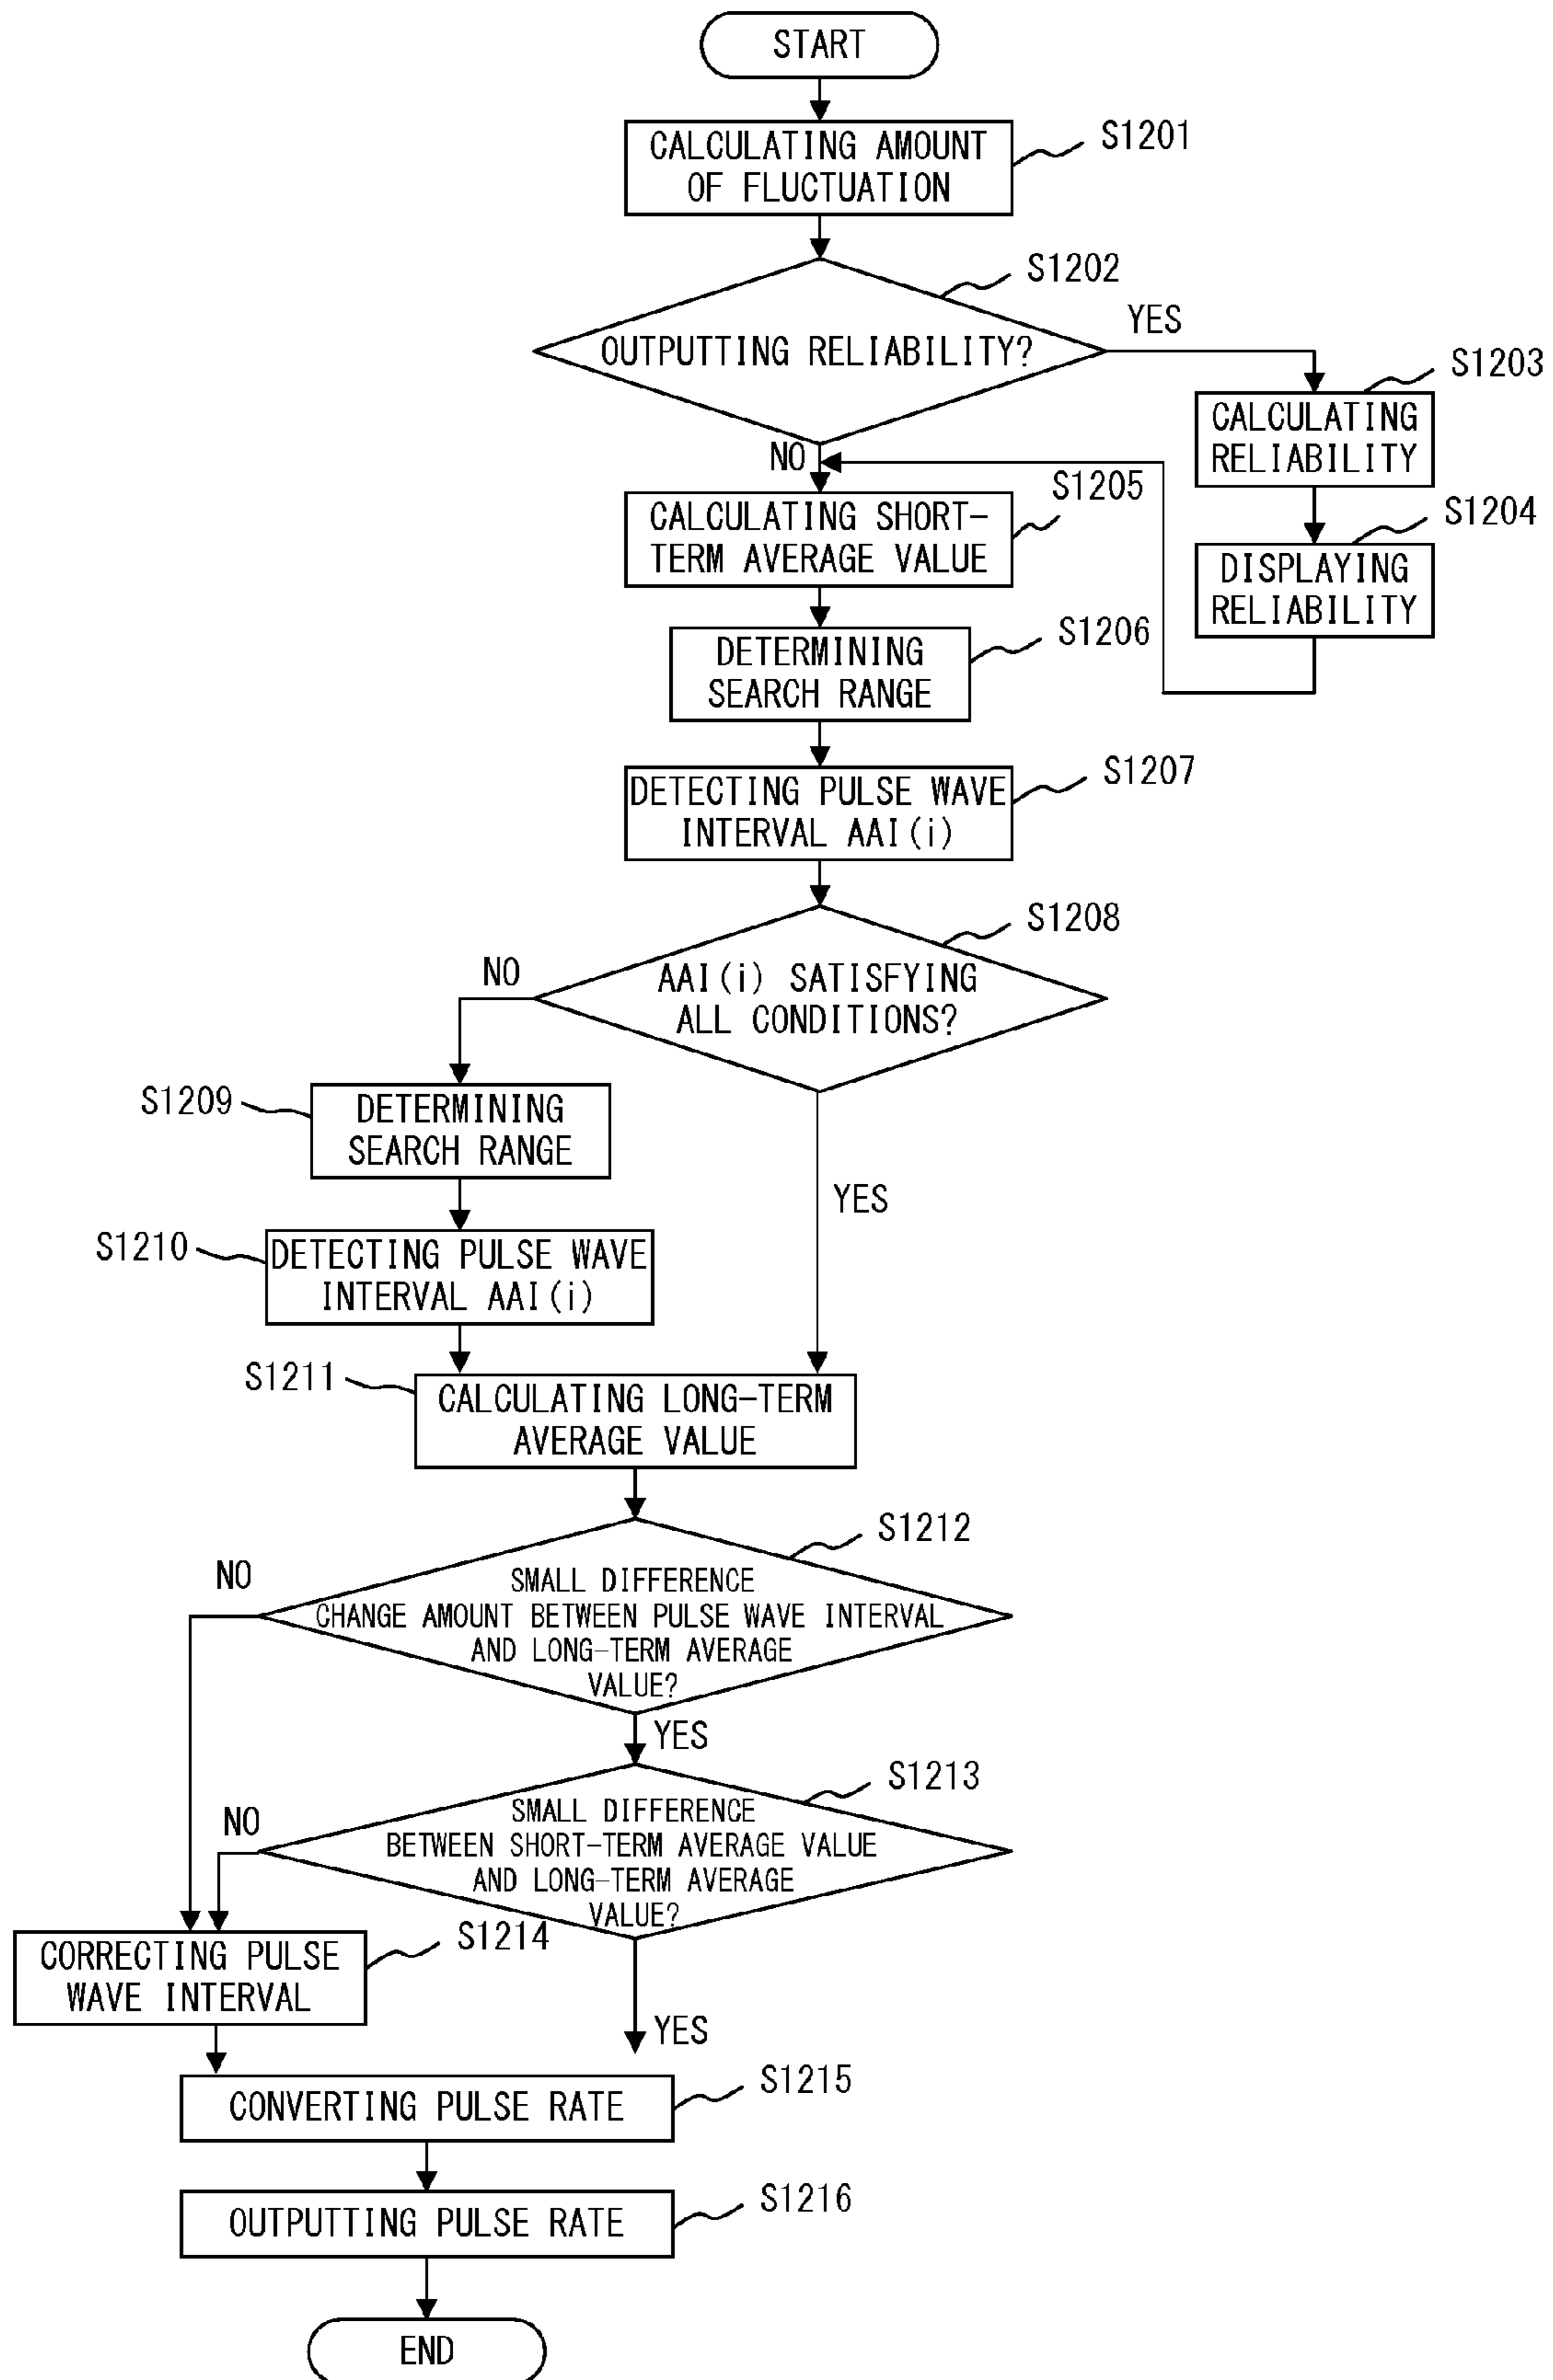 START
CALCULATING AMOUNT
OF FLUCTUATION
S1201
S1202
OUTPUTTING RELIABILITY?
YES
S1203
CALCULATING
RELIABILITY
NO
S1205
CALCULATING SHORT-
TERM AVERAGE VALUE
S1204
DISPLAYING
RELIABILITY
S1206
DETERMINING
SEARCH RANGE
S1207
DETECTING PULSE WAVE
INTERVAL AAI(i)
S1208
AAI(i) SATISFYING
ALL CONDITIONS?
NO
S1209
DETERMINING
SEARCH RANGE
YES
S1210
DETECTING PULSE WAVE
INTERVAL AAI(i)
S1211
CALCULATING LONG-TERM
AVERAGE VALUE
S1212
NO
SMALL DIFFERENCE
CHANGE AMOUNT BETWEEN PULSE WAVE INTERVAL
AND LONG-TERM AVERAGE
VALUE?
YES
S1213
NO
SMALL DIFFERENCE
BETWEEN SHORT-TERM AVERAGE VALUE
AND LONG-TERM AVERAGE
VALUE?
S1214
CORRECTING PULSE
WAVE INTERVAL
YES
S1215
CONVERTING PULSE RATE
S1216
OUTPUTTING PULSE RATE
END